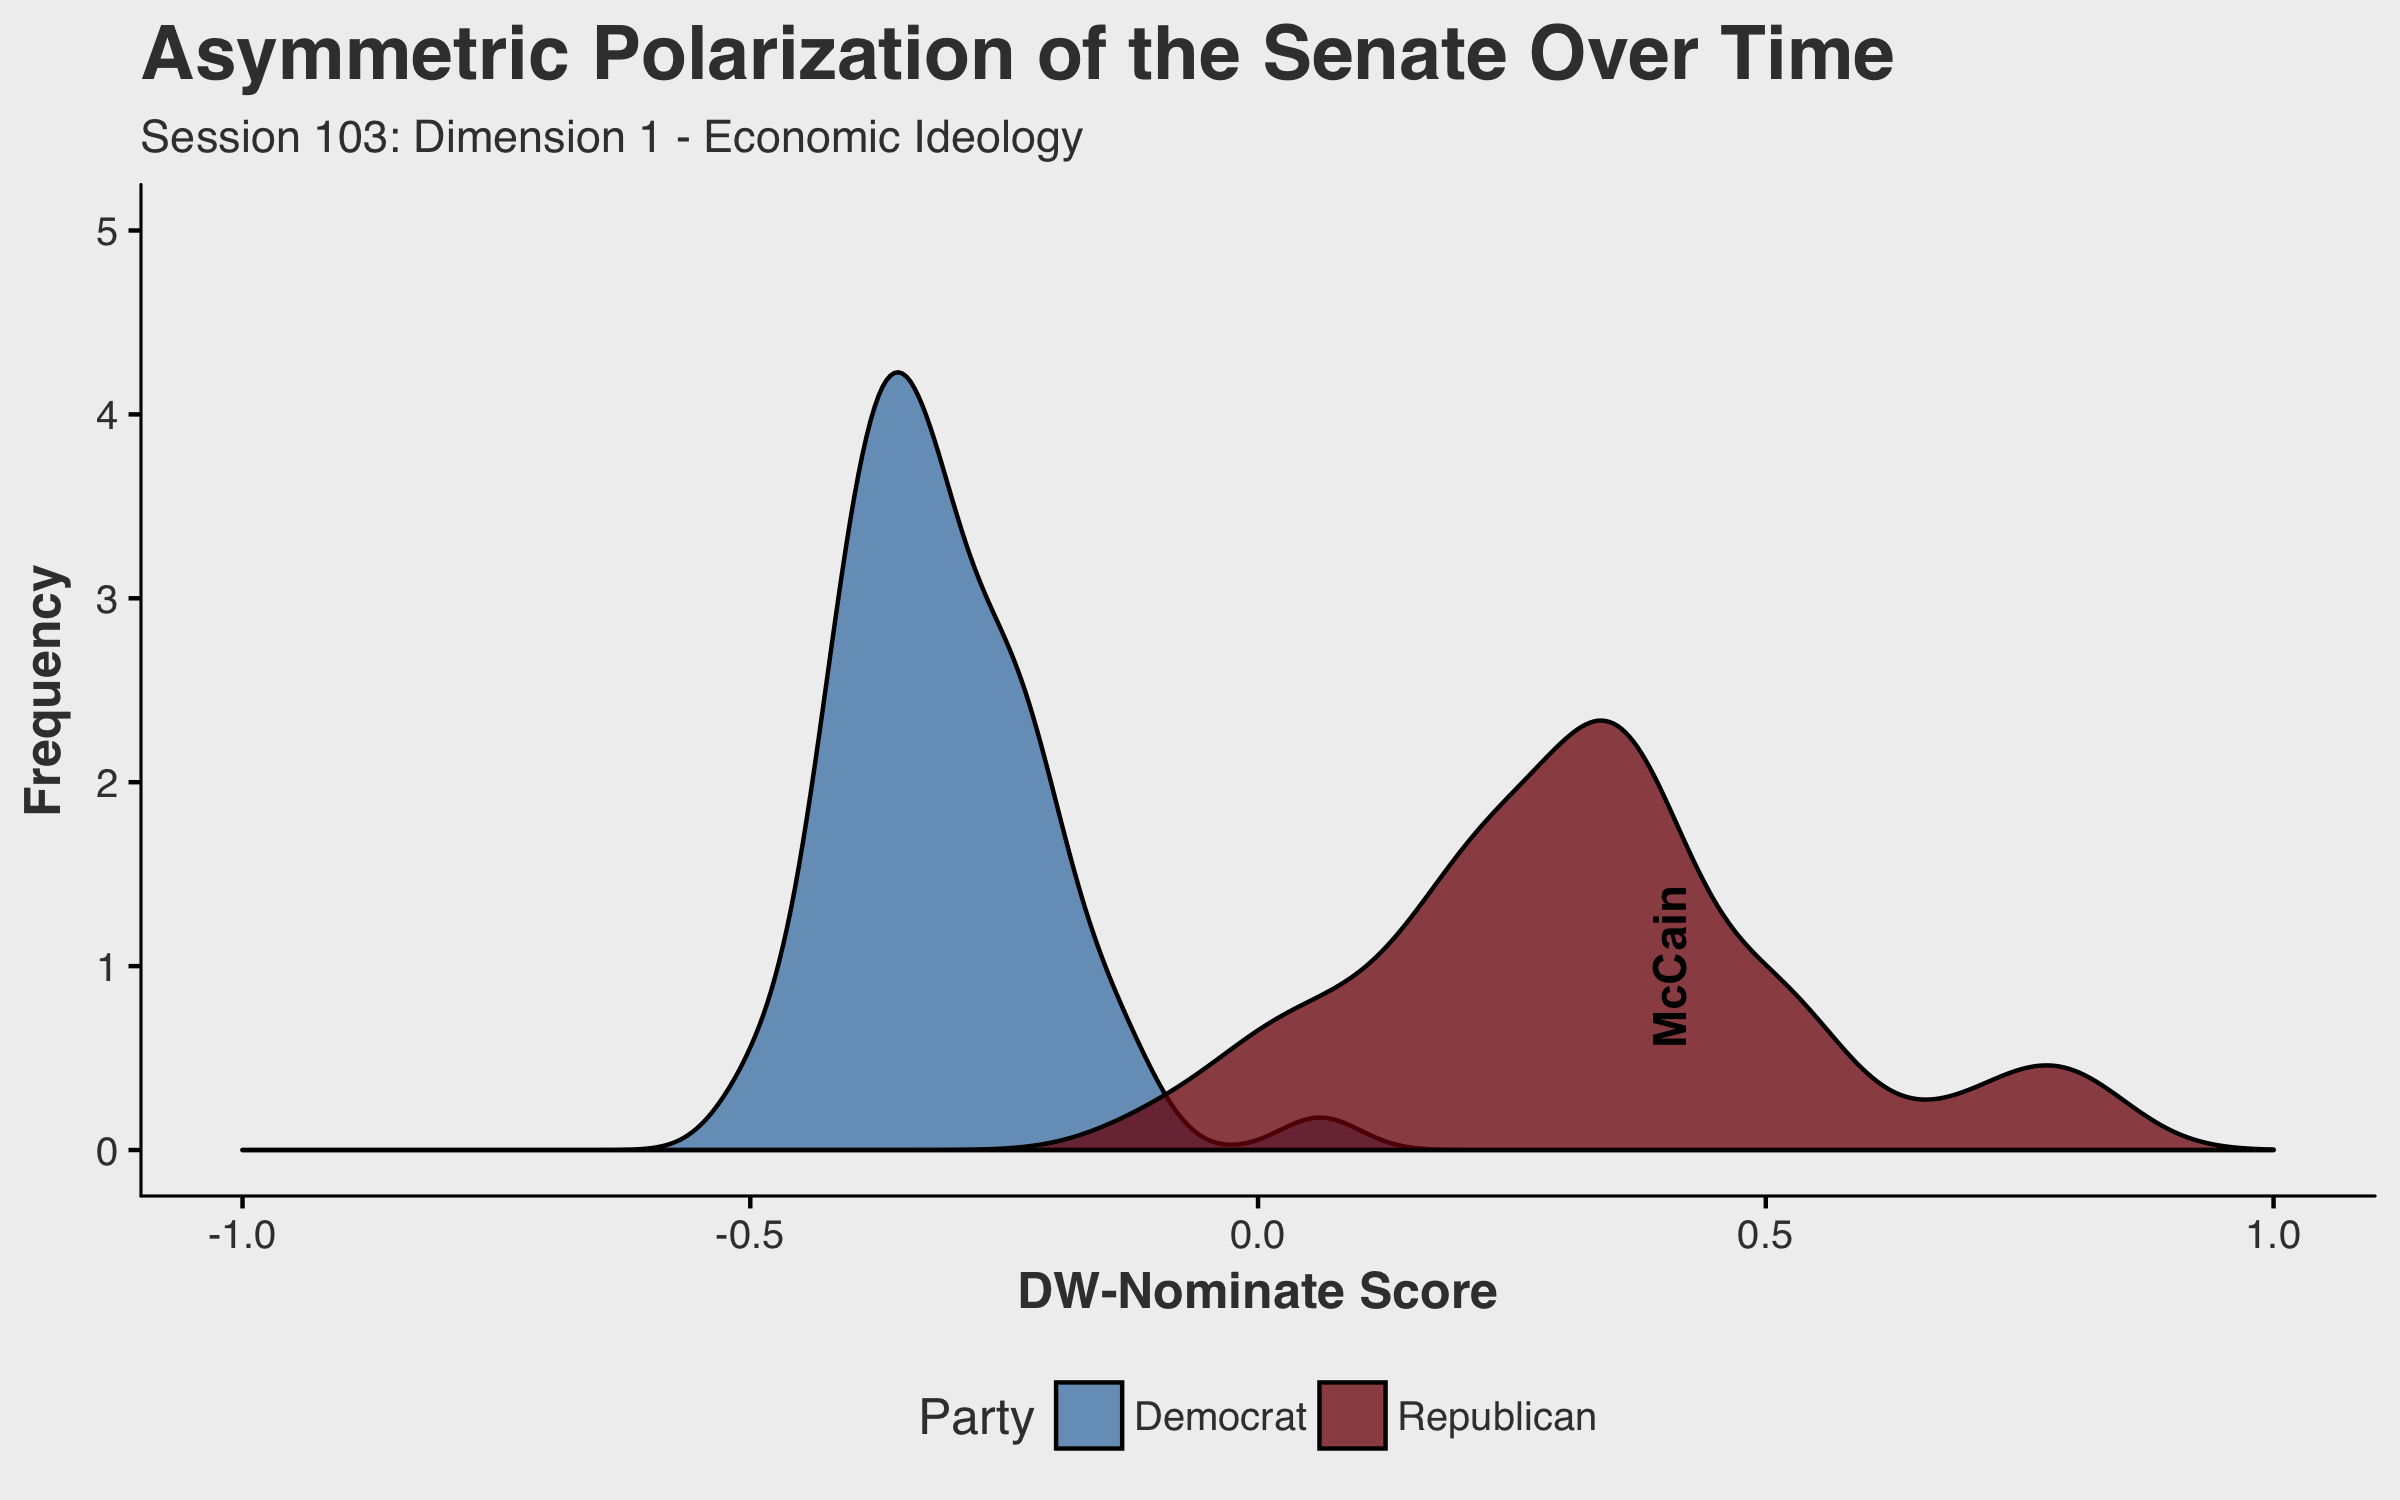 Asymmetric Polarization of the Senate Over Time
Session 103: Dimension 1 - Economic Ideology
Frequency
5
4
3
2
1
0
McCain
-1.0 -0.5 0.0 0.5 1.0
DW-Nominate Score
Party Democrat Republican